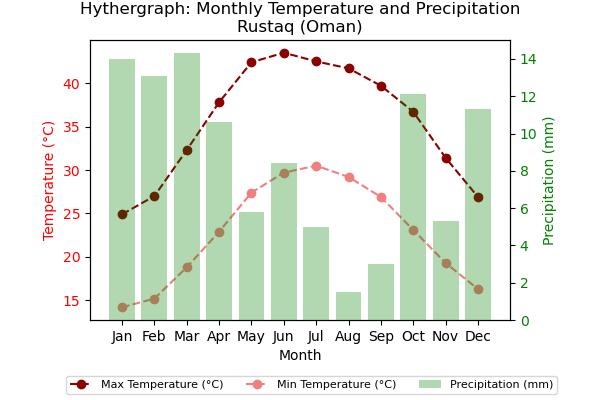 Hythergraph: Monthly Temperature and Precipitation
Rustaq (Oman)
Temperature (°C)
40
35
30
25
20
15
14
12
10
8
6
4
2
0
Precipitation (mm)
Jan Feb Mar Apr May Jun Jul Aug Sep Oct Nov Dec
Month
Max Temperature (°C) Min Temperature (°C) Precipitation (mm)